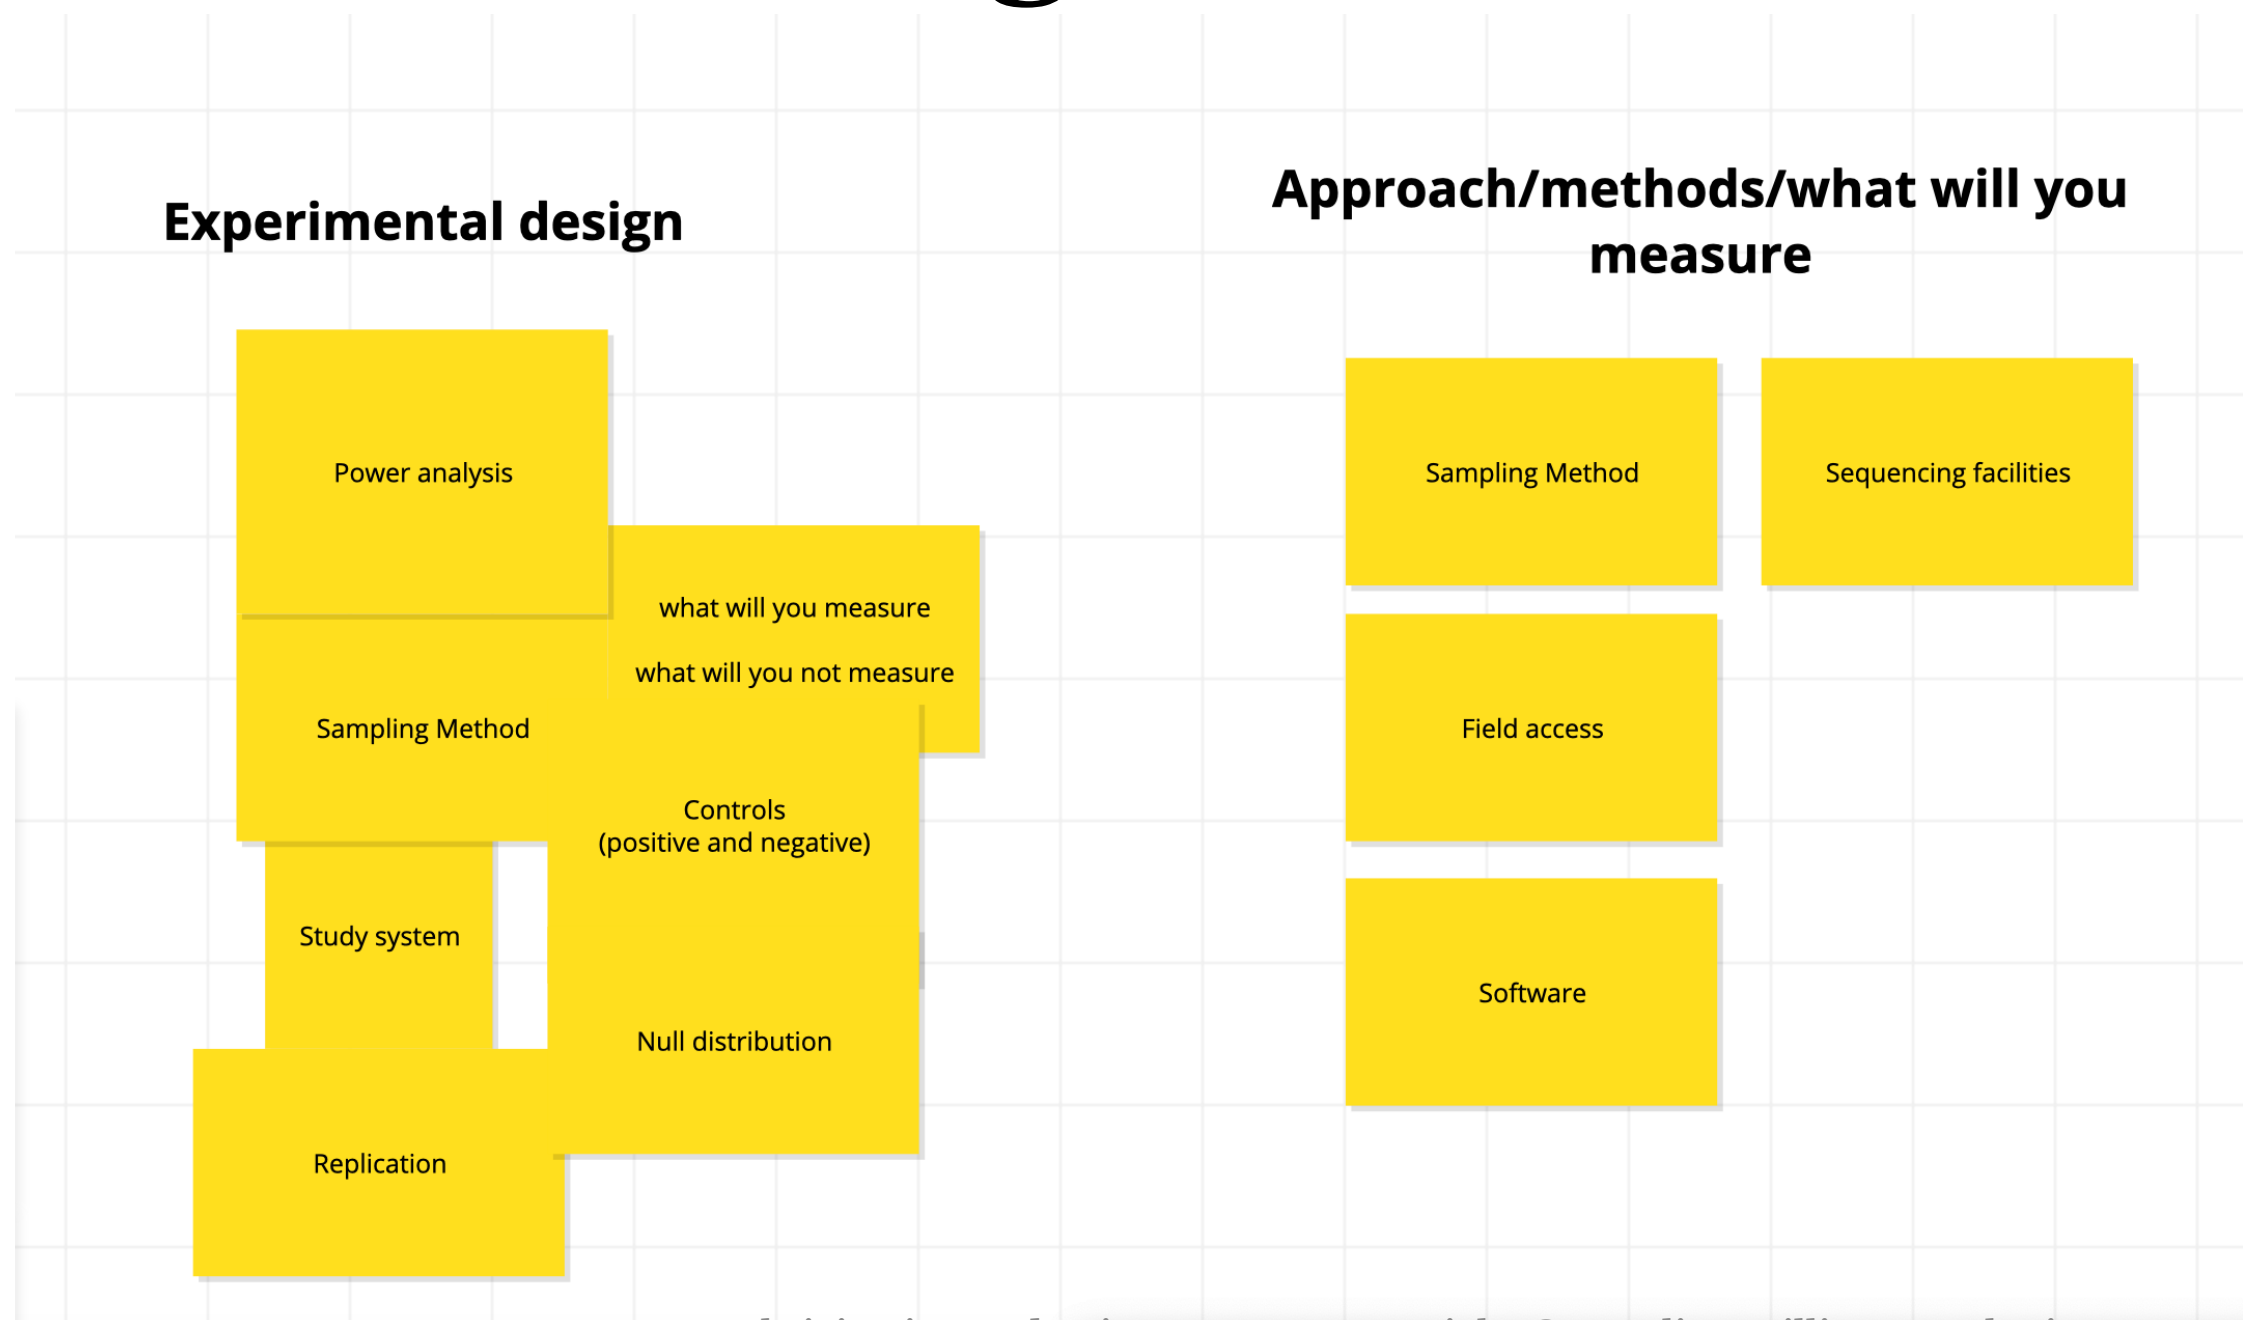 Experimental design
Power analysis
what will you measure
what will you not measure
Sampling Method
Controls
(positive and negative)
Study system
Null distribution
Replication
Approach/methods/what will you
measure
Sampling Method
Sequencing facilities
Field access
Software